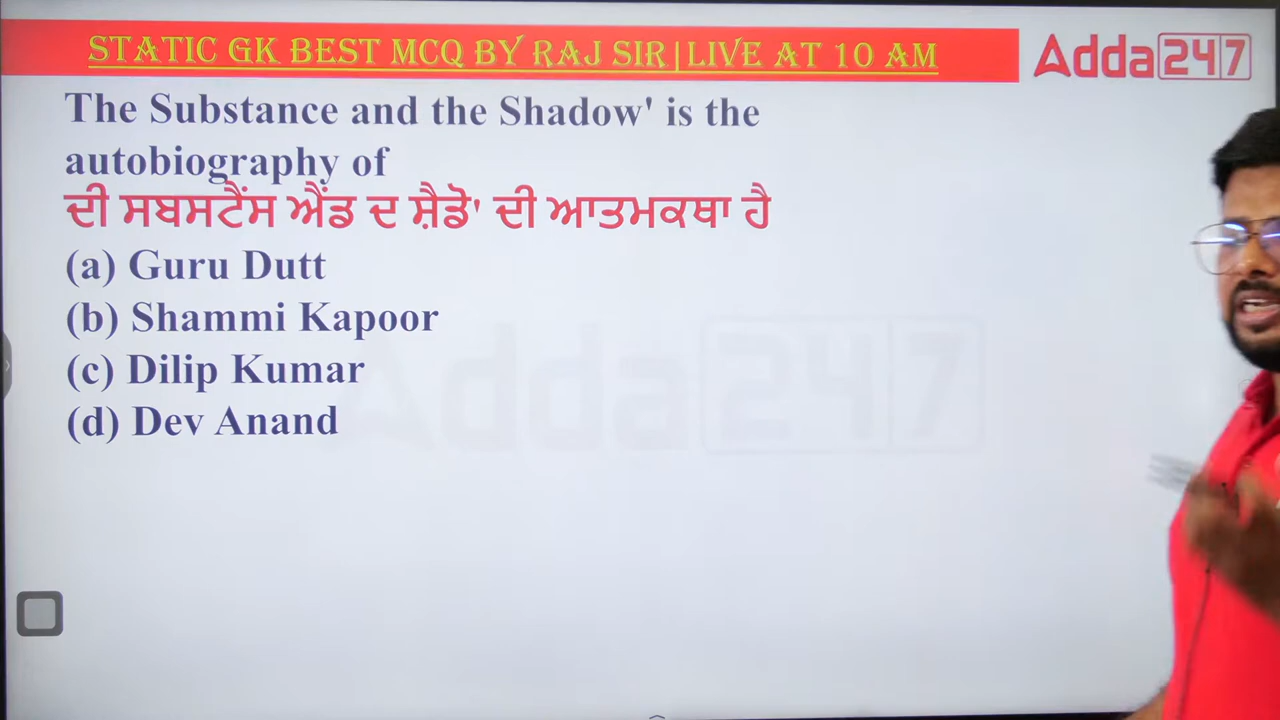 STATIC GK BEST MCQ BY RAJ SIR|LIVE AT 10 AM
Adda247
The Substance and the Shadow' is the
autobiography of
ਦੀ ਸਬਸਟੈਂਸ ਐਂਡ ਦ ਸ਼ੈਡੋ' ਦੀ ਆਤਮਕਥਾ ਹੈ
(a) Guru Dutt
(b) Shammi Kapoor
(c) Dilip Kumar
(d) Dev Anand
Adda247